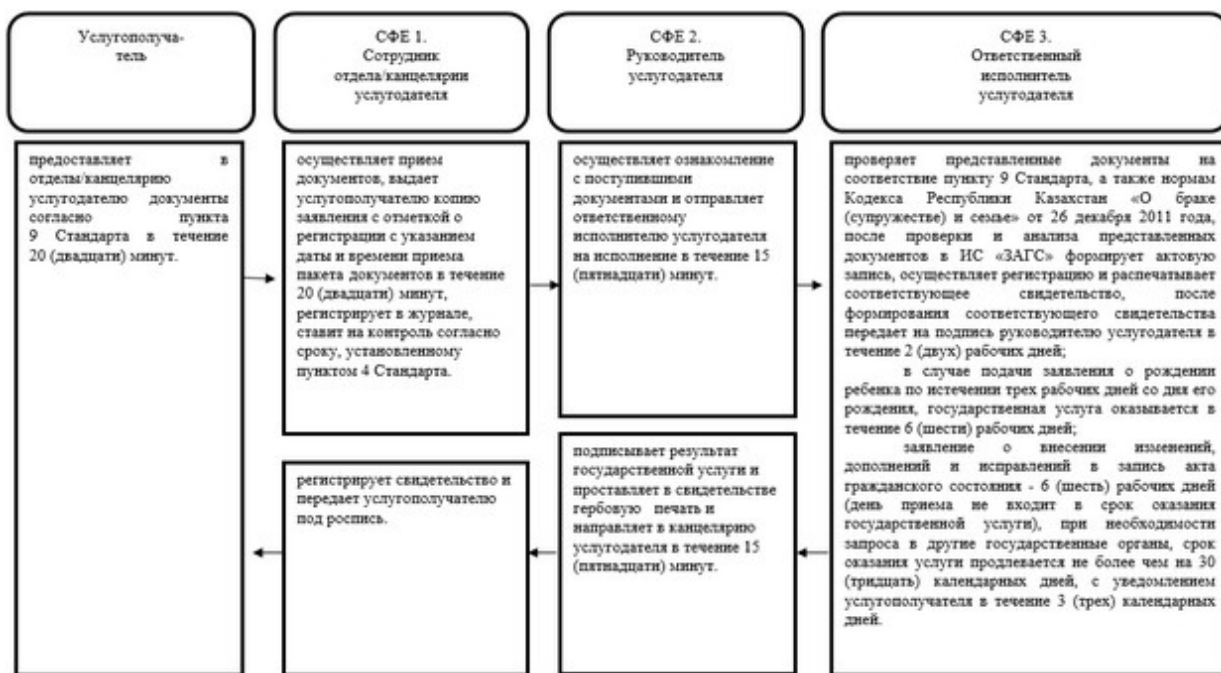 Услугополуча-
тель
СФЕ 1.
Сотрудник
отдела/канцелярии
услугодателя
СФЕ 2.
Руководитель
услугодателя
СФЕ 3.
Ответственный
исполнитель
услугодателя
предоставляет в
отделы/канцелярию
услугодателю документы
согласно пункта
9 Стандарта в течение
20 (двадцати) минут.
осуществляет прием
документов, выдает
услугополучателю копию
заявления с отметкой о
регистрации с указанием
даты и времени приема
пакета документов в течение
20 (двадцати) минут,
регистрирует в журнале,
ставит на контроль согласно
сроку, установленному
пунктом 4 Стандарта.
осуществляет ознакомление
с поступившими
документами и отправляет
ответственному
исполнителю услугодателя
на исполнение в течение 15
(пятнадцати) минут.
проверяет представленные документы на
соответствие пункту 9 Стандарта, а также нормам
Кодекса Республики Казахстан «О браке
(супружестве) и семье» от 26 декабря 2011 года,
после проверки и анализа представленных
документов в ИС «ЗАГС» формирует актовую
запись, осуществляет регистрацию и распечатывает
соответствующее свидетельство, после
формирования соответствующего свидетельства
передает на подпись руководителю услугодателя в
течение 2 (двух) рабочих дней;
в случае подачи заявления о рождении
ребенка по истечении трех рабочих дней со дня его
рождения, государственная услуга оказывается в
течение 6 (шести) рабочих дней;
заявление о внесении изменений,
дополнений и исправлений в запись акта
гражданского состояния - 6 (шесть) рабочих дней
(день приема не входит в срок оказания
государственной услуги), при необходимости
запроса в другие государственные органы, срок
оказания услуги продлевается не более чем на 30
(тридцать) календарных дней, с уведомлением
услугополучателя в течение 3 (трех) календарных
дней.
подписывает результат
государственной услуги и
проставляет в свидетельстве
гербовую печать и
направляет в канцелярию
услугодателя в течение 15
(пятнадцати) минут.
регистрирует свидетельство и
передает услугополучателю
под роспись.